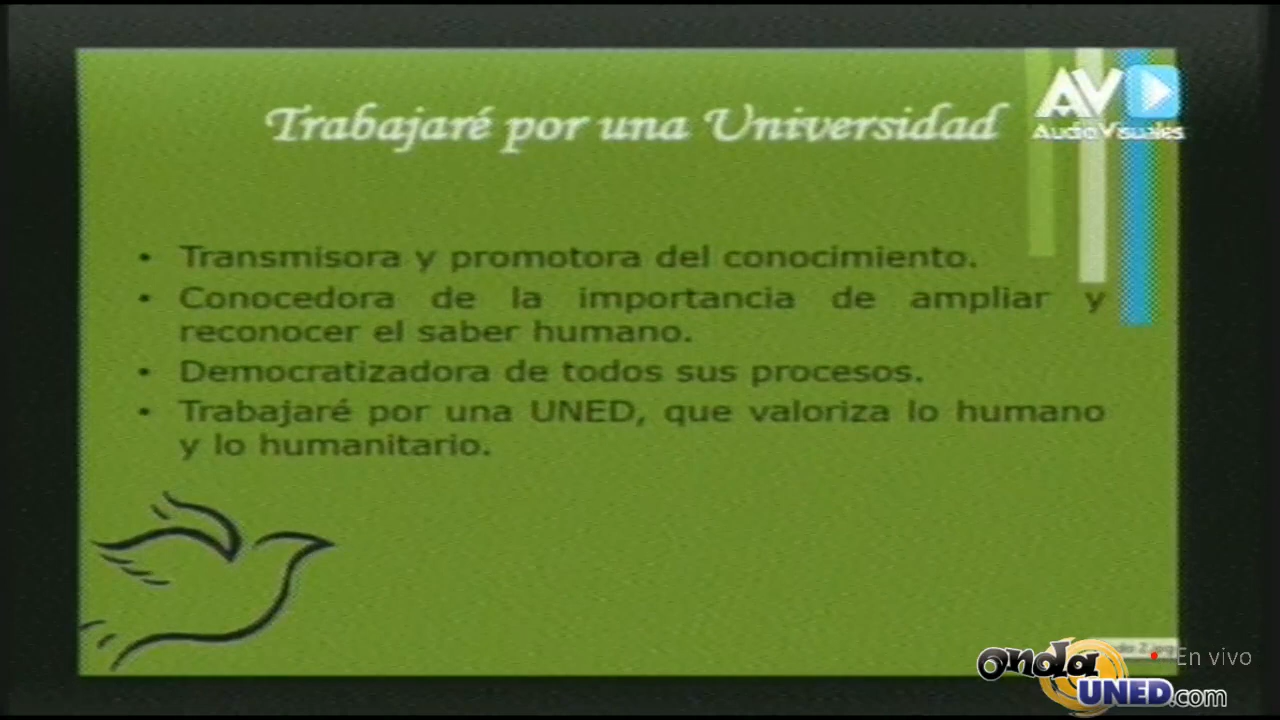 Trabajaré por una Universidad
AV
AudioVisuales
• Transmisora y promotora del conocimiento.
• Conocedora de la importancia de ampliar y
reconocer el saber humano.
• Democratizadora de todos sus procesos.
• Trabajaré por una UNED, que valoriza lo humano
y lo humanitario.
En vivo
onda
UNED.com